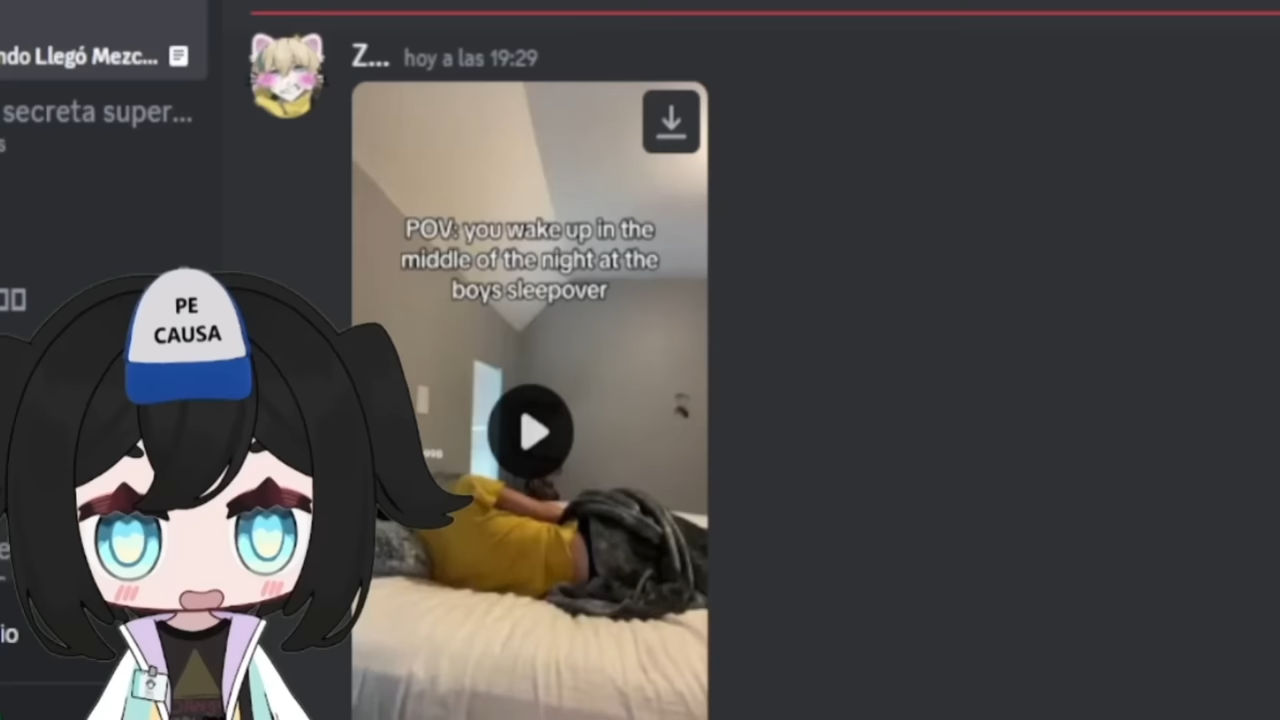 ndo Llegó Mezc...
secreta super...
s
Z... hoy a las 19:29
POV: you wake up in the
middle of the night at the
boys sleepover
PE
CAUSA
io